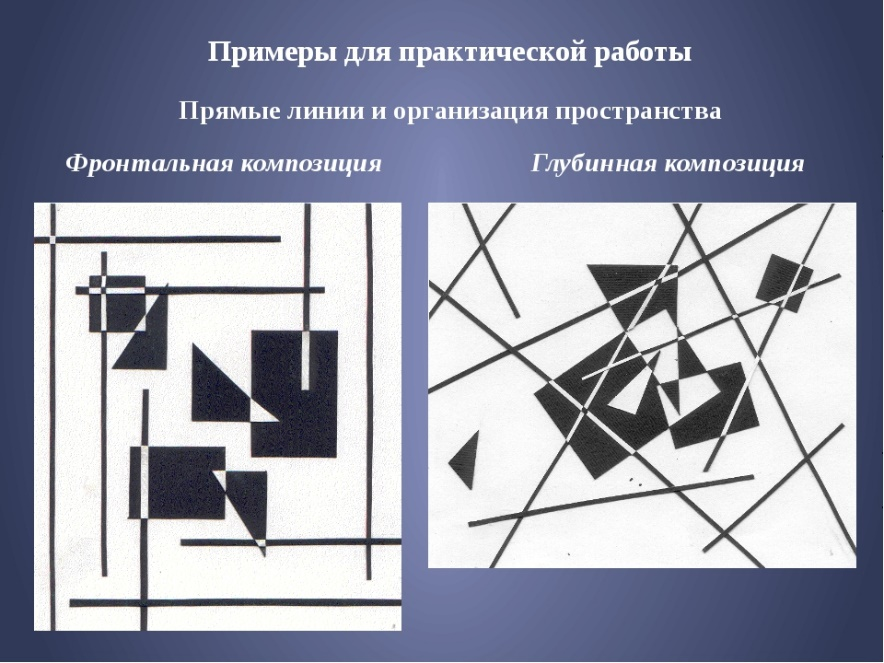 Примеры для практической работы
Прямые линии и организация пространства
Фронтальная композиция
Глубинная композиция